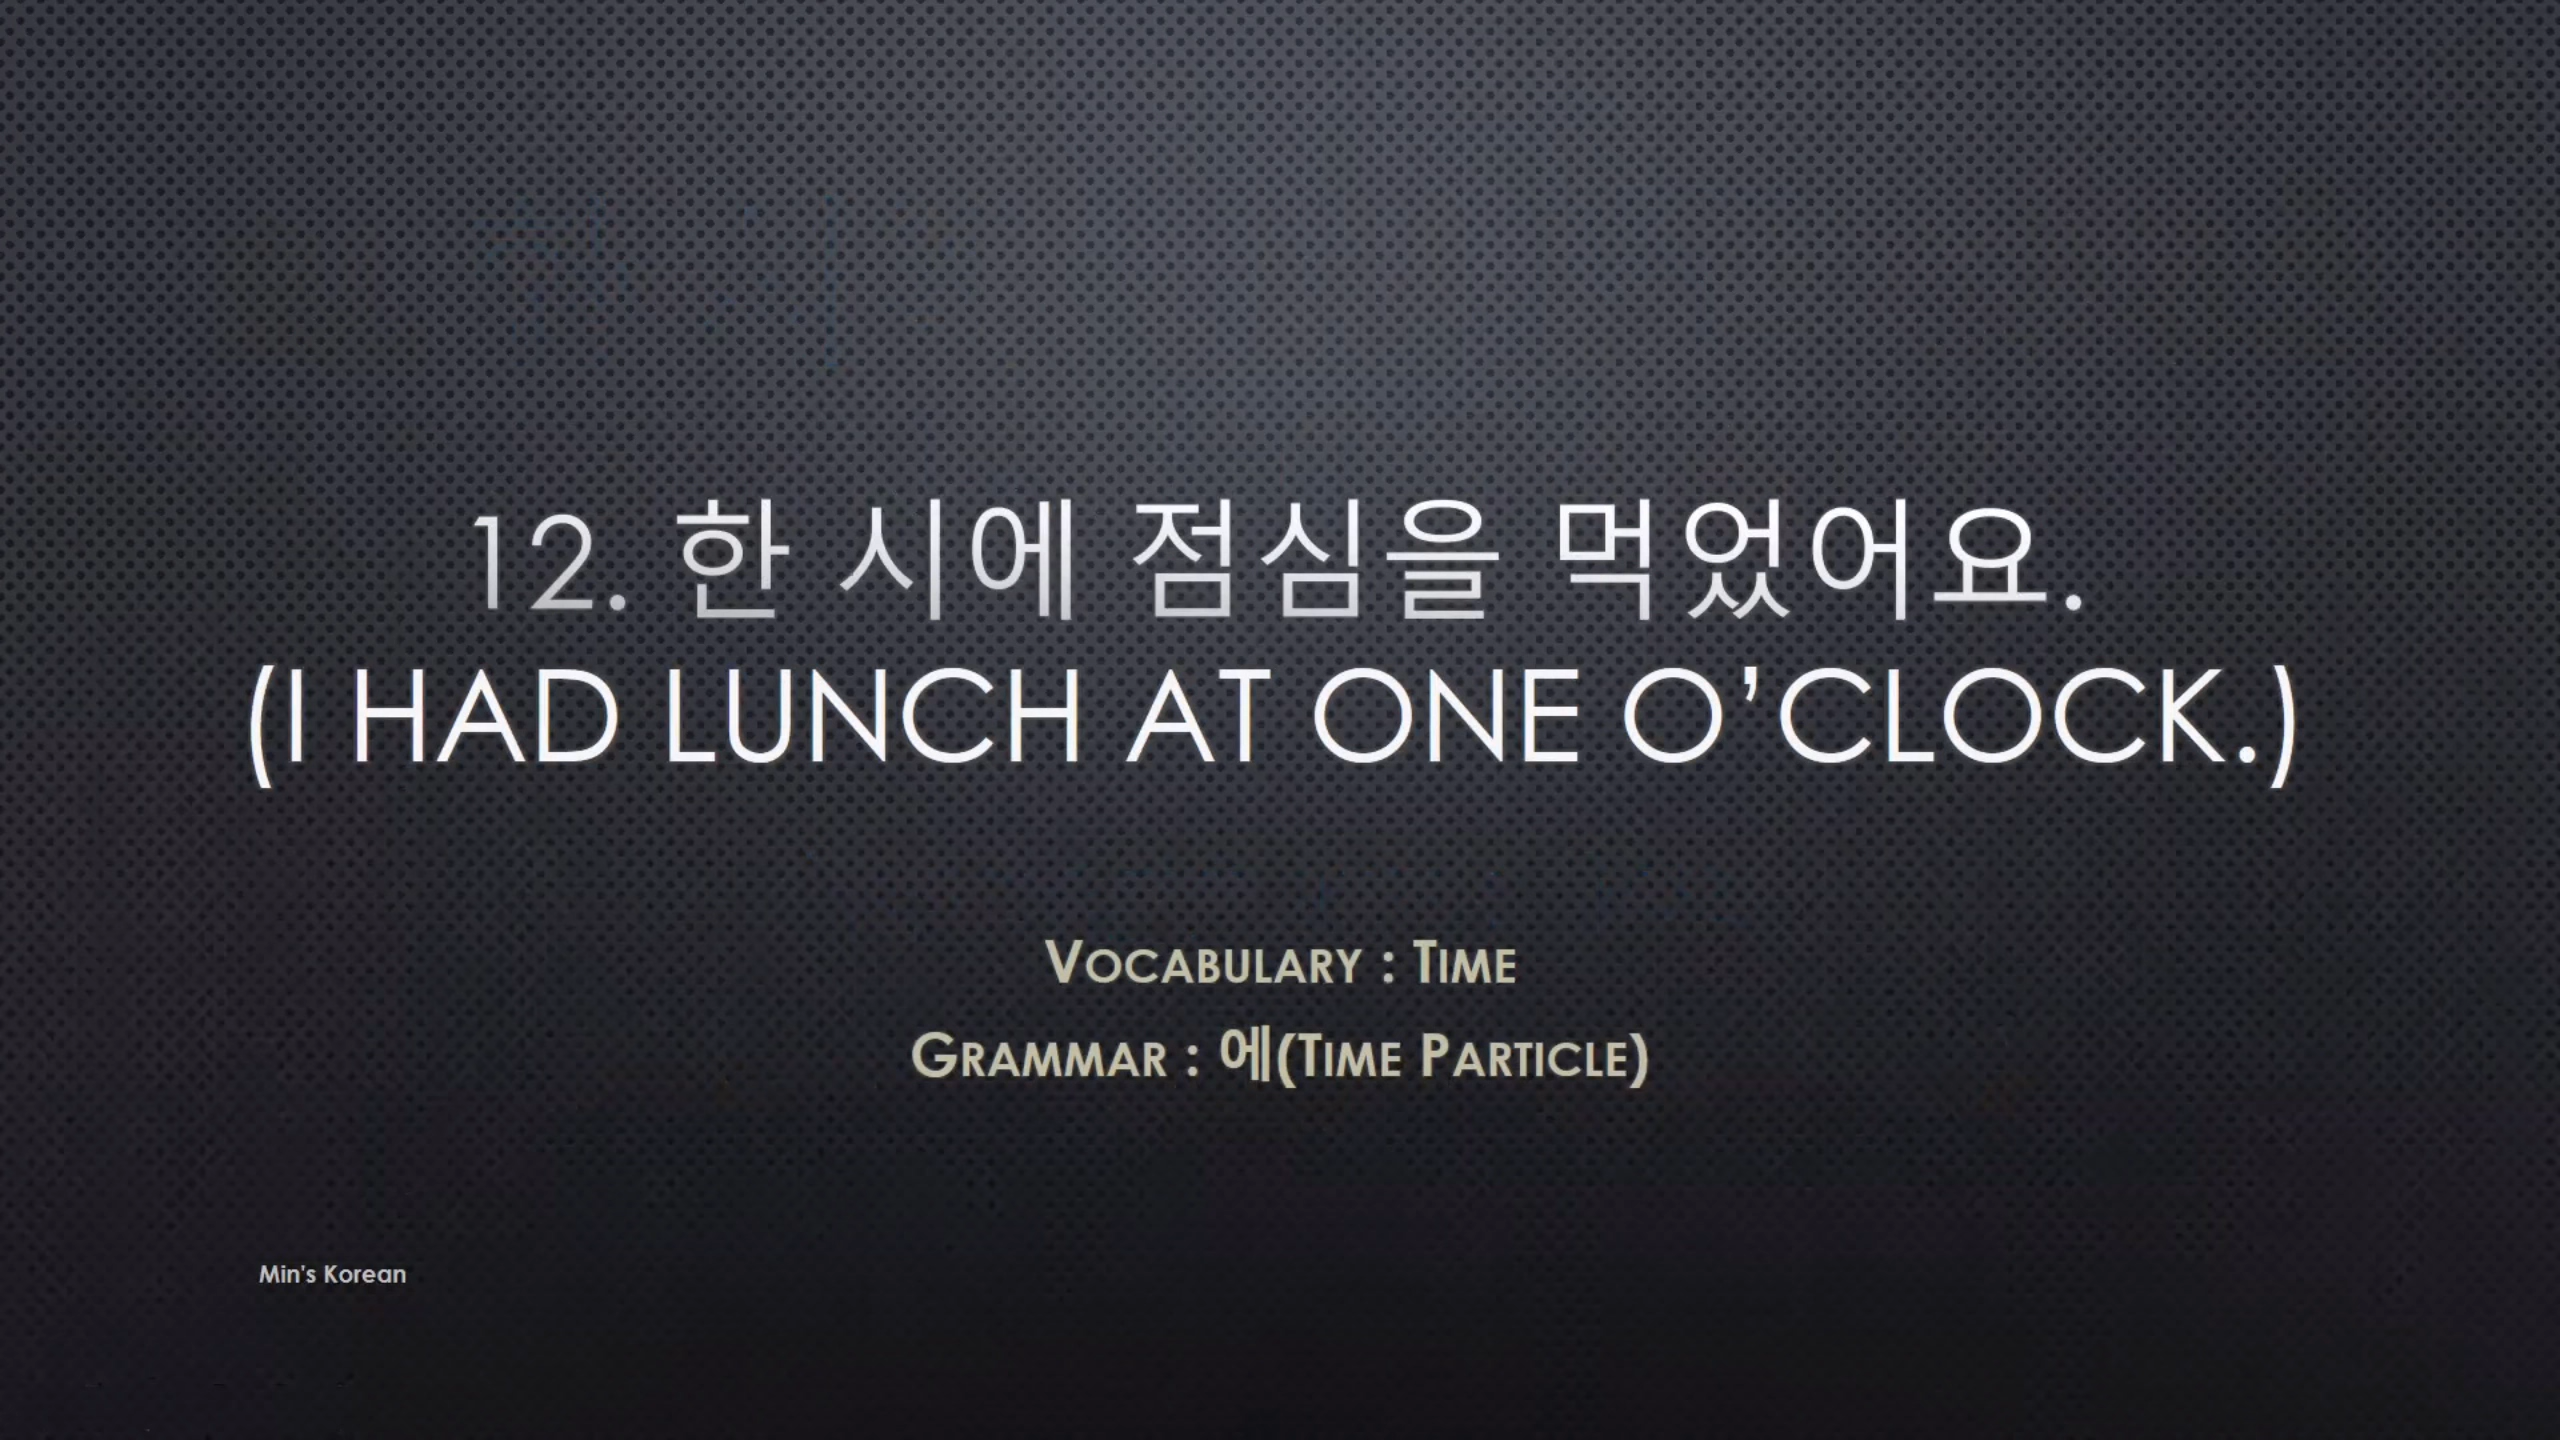 12. 한 시에 점심을 먹었어요.
(I HAD LUNCH AT ONE O’CLOCK.)
VOCABULARY : TIME
GRAMMAR : 에(TIME PARTICLE)
Min's Korean